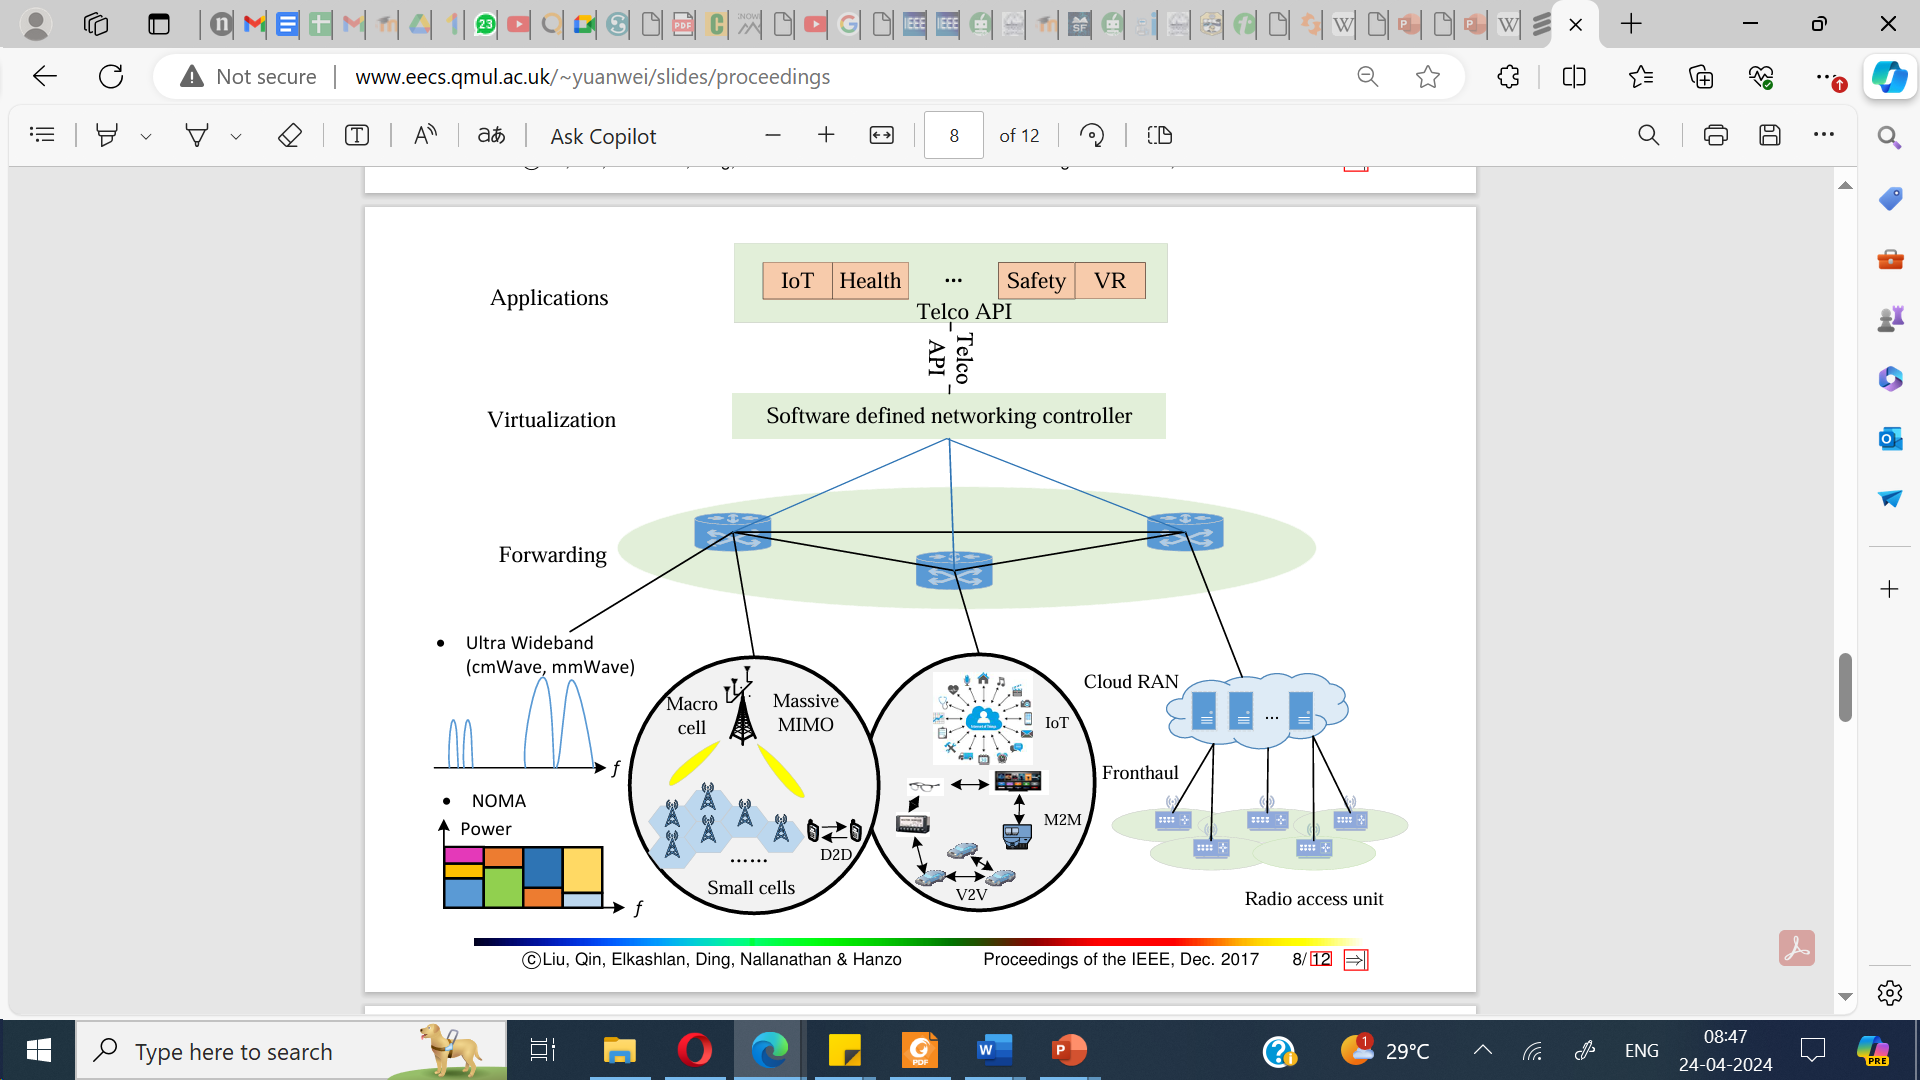 Not secure
www.eecs.qmul.ac.uk/~yuanwei/slides/proceedings
Ask Copilot
8 of 12
Applications
IoT Health ... Safety VR
Telco API
Telco
API
Virtualization
Software defined networking controller
Forwarding
• Ultra Wideband
(cmWave, mmWave)
f
• NOMA
Power
f
Macro
cell
Massive
MIMO
D2D
......
Small cells
IoT
M2M
V2V
Cloud RAN
...
Fronthaul
Radio access unit
©Liu, Qin, Elkashlan, Ding, Nallanathan & Hanzo Proceedings of the IEEE, Dec. 2017 8/ 12
Type here to search
29°C
ENG
08:47
24-04-2024